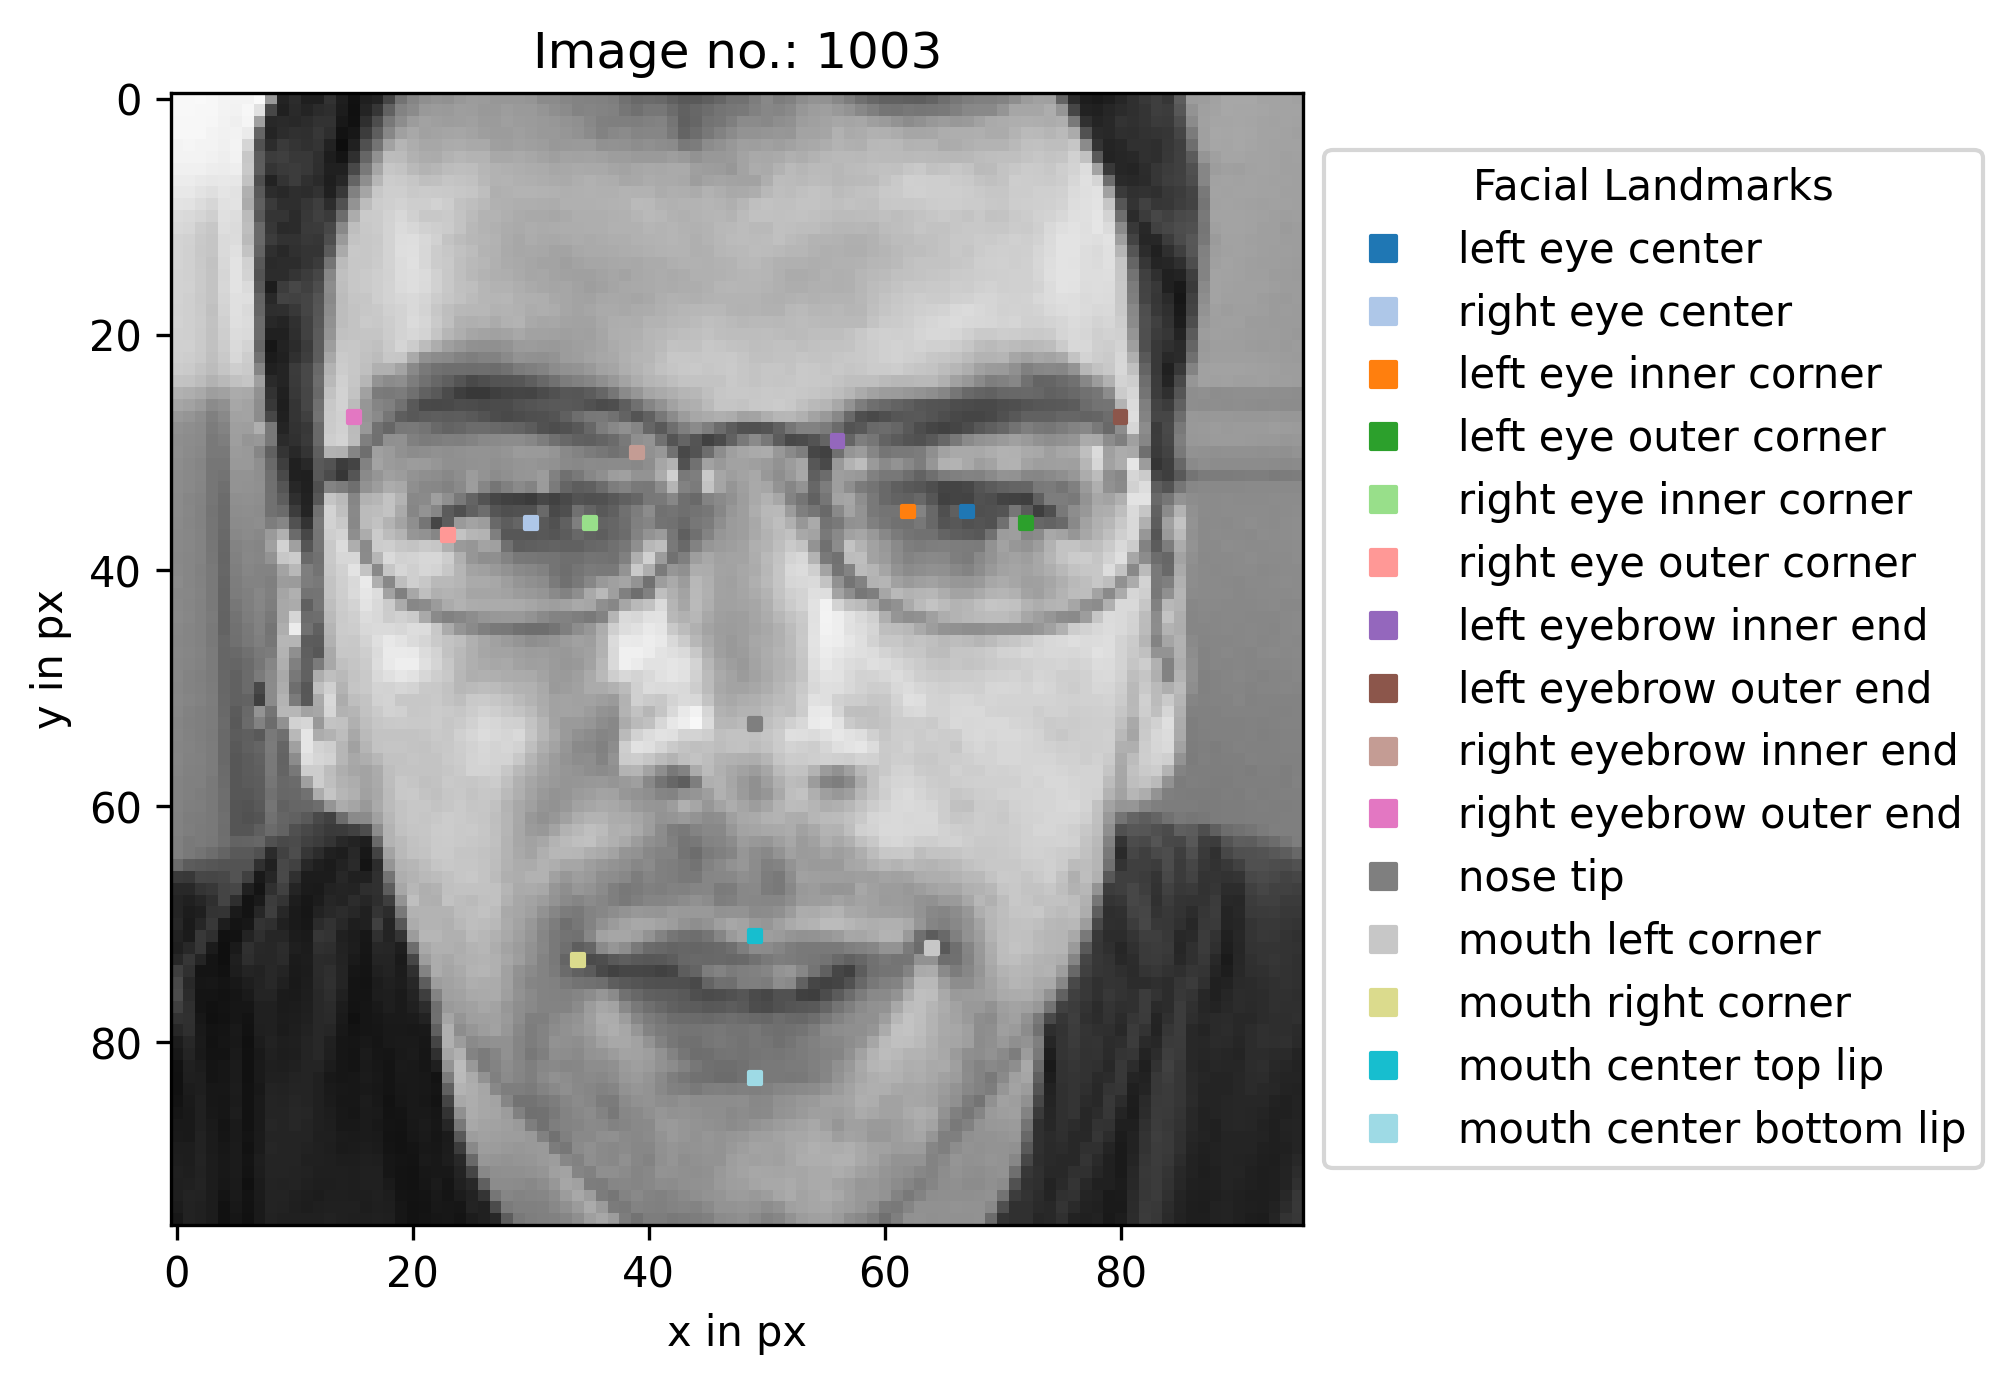 Image no.: 1003
0
20
40
60
80
y in px
0 20 40 60 80
x in px
Facial Landmarks
left eye center
right eye center
left eye inner corner
left eye outer corner
right eye inner corner
right eye outer corner
left eyebrow inner end
left eyebrow outer end
right eyebrow inner end
right eyebrow outer end
nose tip
mouth left corner
mouth right corner
mouth center top lip
mouth center bottom lip